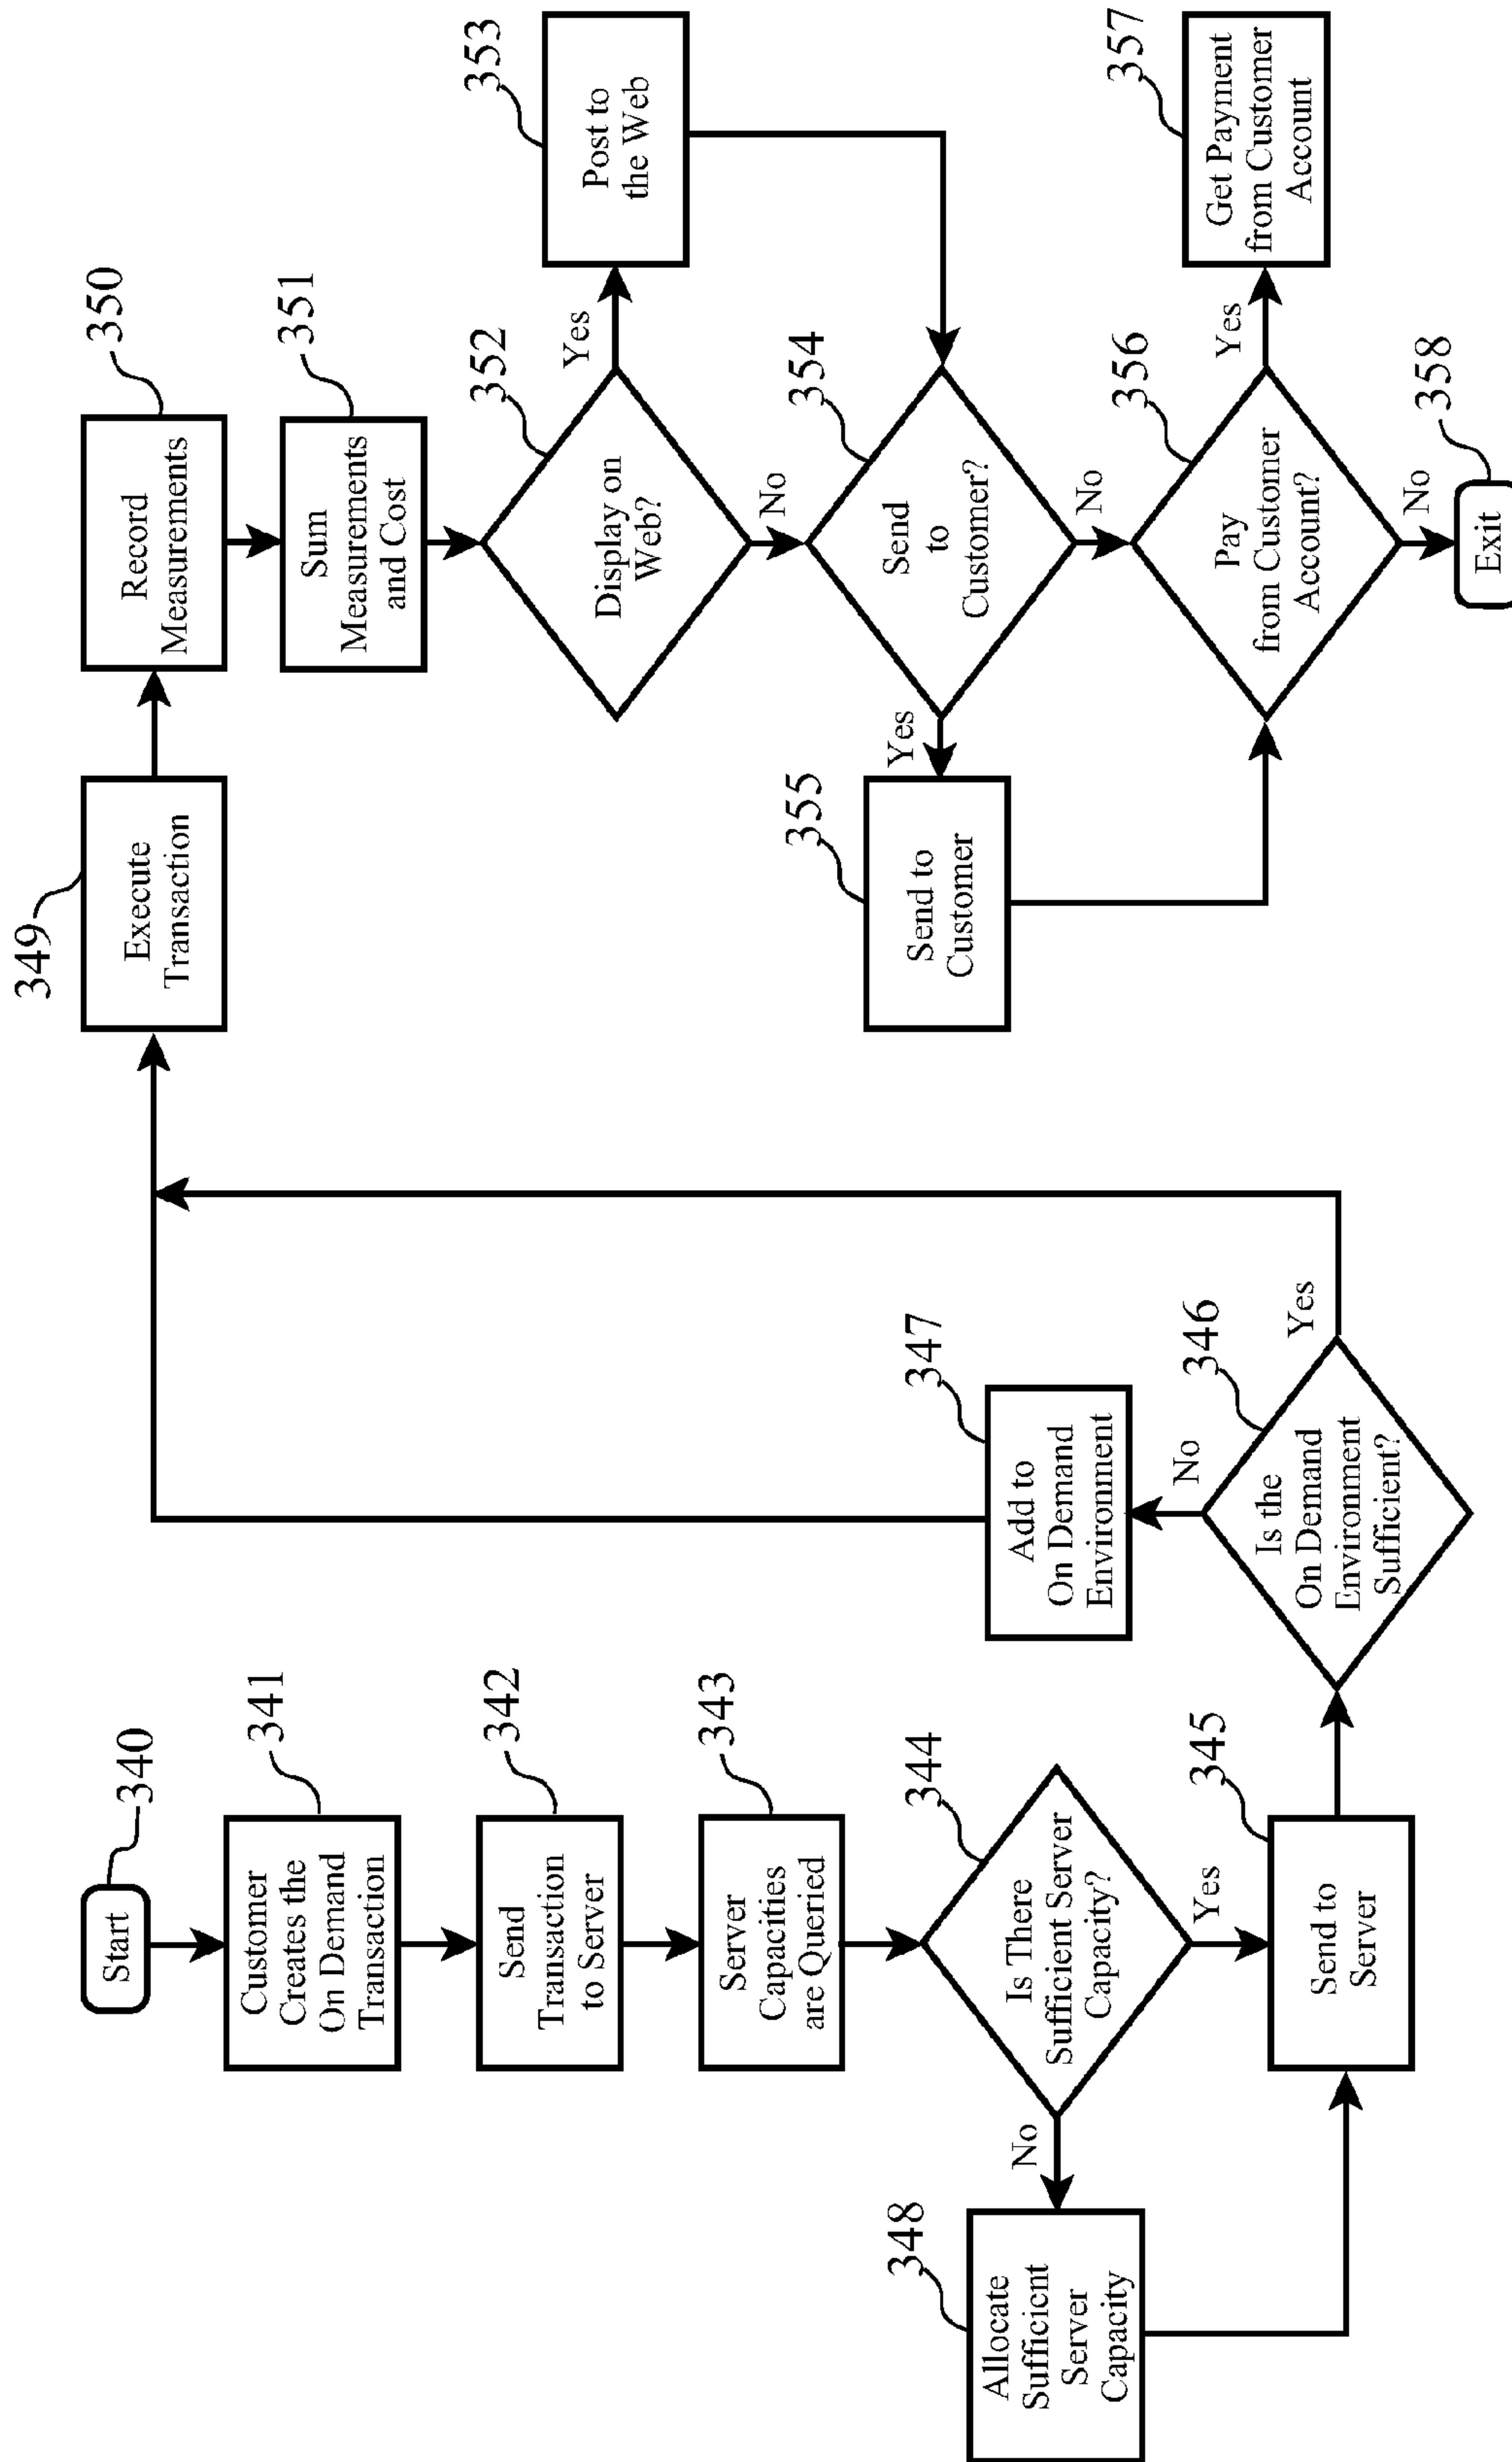 340
Start
341
Customer
Creates the
On Demand
Transaction
342
Send
Transaction
to Server
343
Server
Capacities
are Queried
344
Is There
Sufficient Server
Capacity?
No
Yes
348
Allocate
Sufficient
Server
Capacity
345
Send to
Server
346
Is the
On Demand
Environment
Sufficient?
No
Yes
347
Add to
On Demand
Environment
349
Execute
Transaction
350
Record
Measurements
351
Sum
Measurements
and Cost
352
Display on
Web?
Yes
No
353
Post to
the Web
354
Send
to
Customer?
Yes
No
355
Send to
Customer
356
Pay
from Customer
Account?
Yes
No
357
Get Payment
from Customer
Account
358
Exit